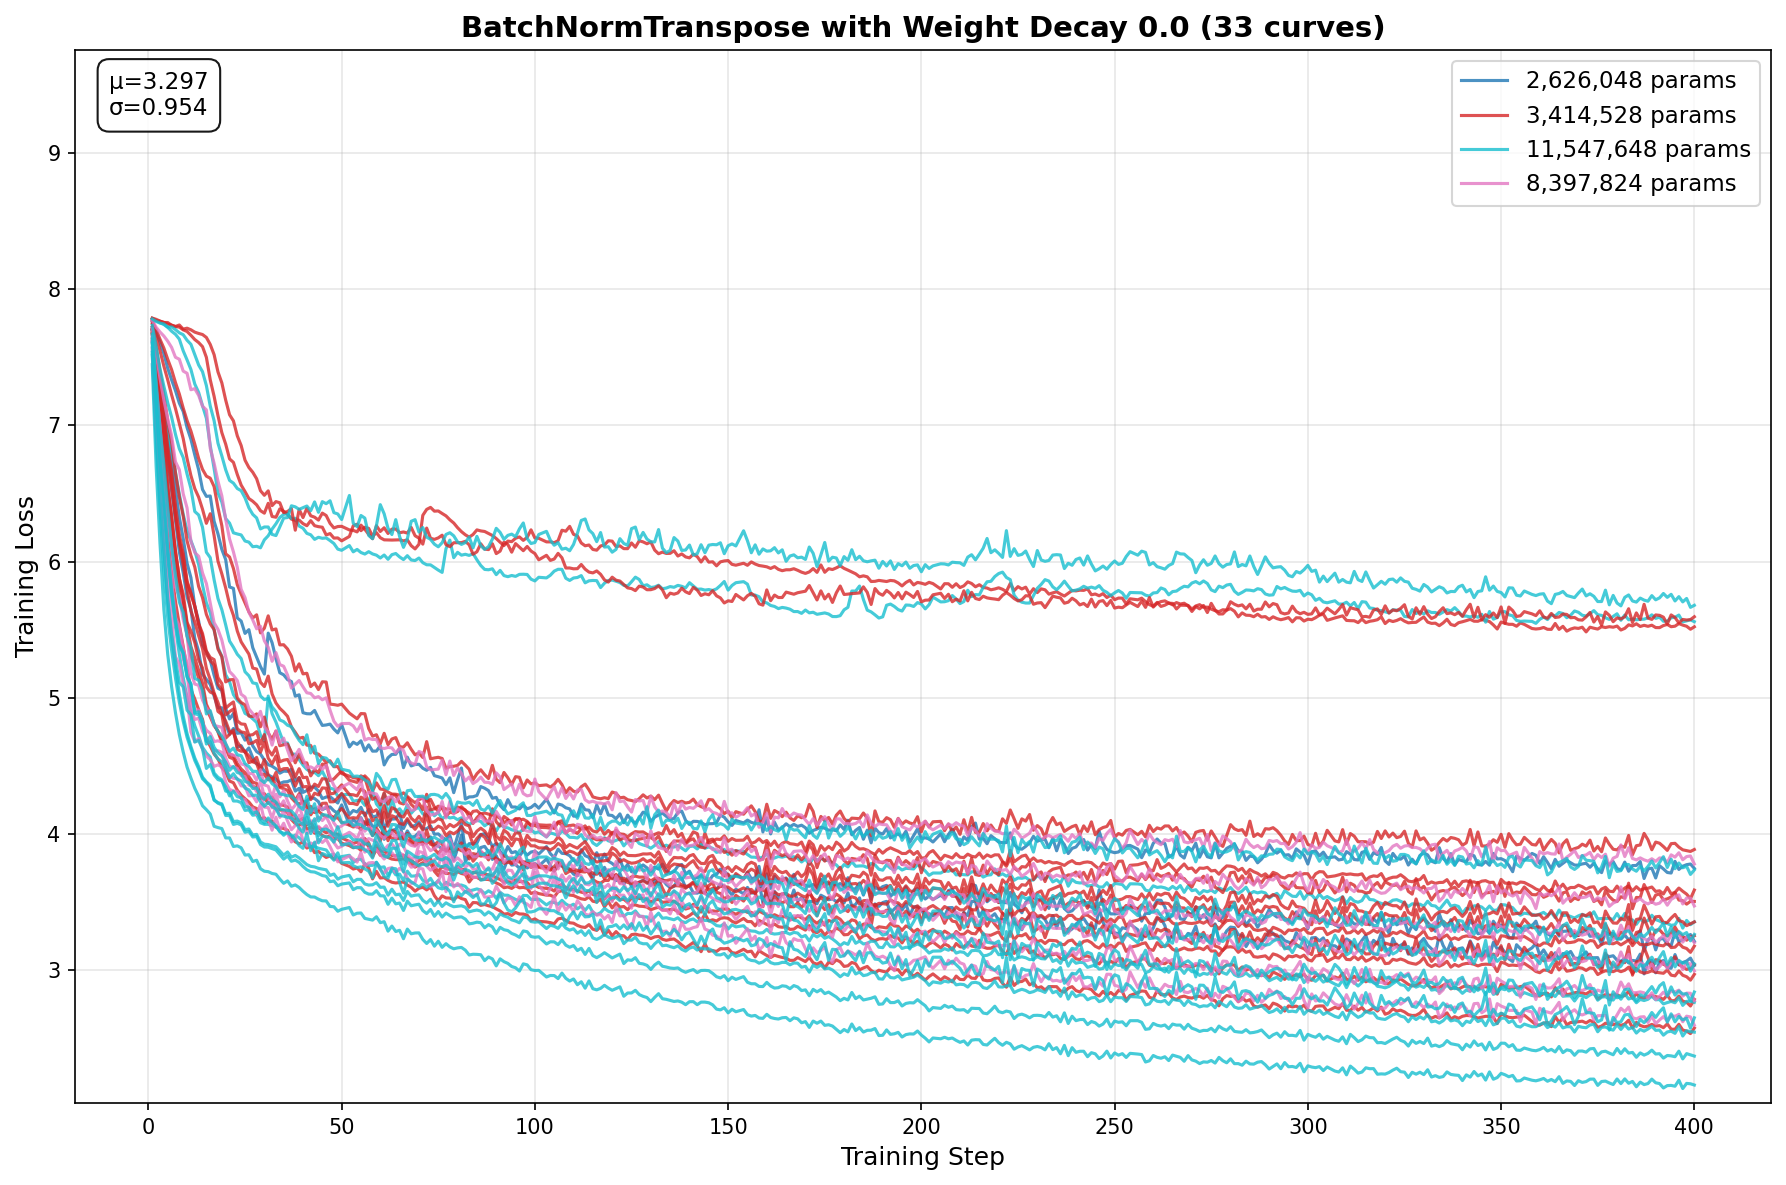 BatchNormTranspose with Weight Decay 0.0 (33 curves)
μ=3.297
σ=0.954
2,626,048 params
3,414,528 params
11,547,648 params
8,397,824 params
9
8
7
6
5
4
3
Training Loss
0 50 100 150 200 250 300 350 400
Training Step